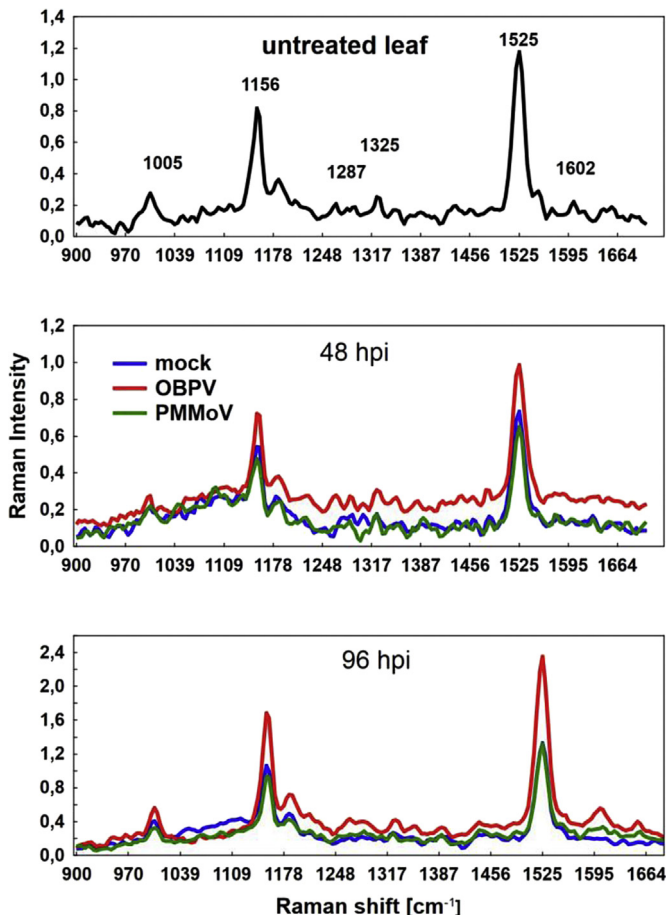 1,4
untreated leaf
1525
1,2
1,0
1156
0,8
0,6
1325
1005
1287
1602
0,4
0,2
0,0
900 970 1039 1109 1178 1248 1317 1387 1456 1525 1595 1664
Raman Intensity
1,2
48 hpi
1,0
mock
OBPV
PMMoV
0,8
0,6
0,4
0,2
0,0
900 970 1039 1109 1178 1248 1317 1387 1456 1525 1595 1664
96 hpi
2,4
2,0
1,6
1,2
0,8
0,4
0,0
900 970 1039 1109 1178 1248 1317 1387 1456 1525 1595 1664
Raman shift [cm⁻¹]